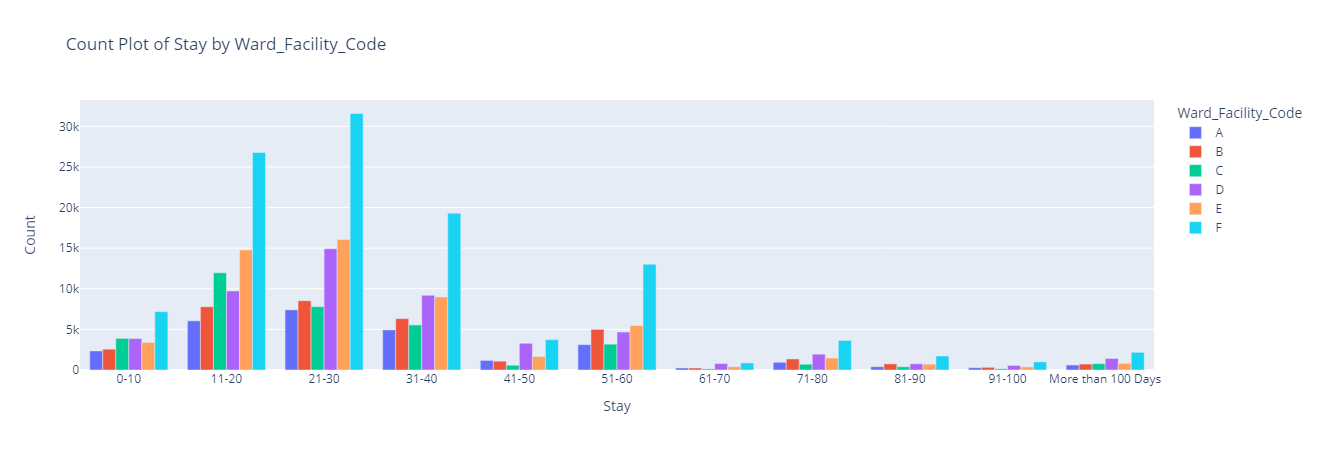 Count Plot of Stay by Ward_Facility_Code
Count
30k
25k
20k
15k
10k
5k
0
0-10
11-20
21-30
31-40
41-50
51-60
61-70
71-80
81-90
91-100
More than 100 Days
Stay
Ward_Facility_Code
A
B
C
D
E
F